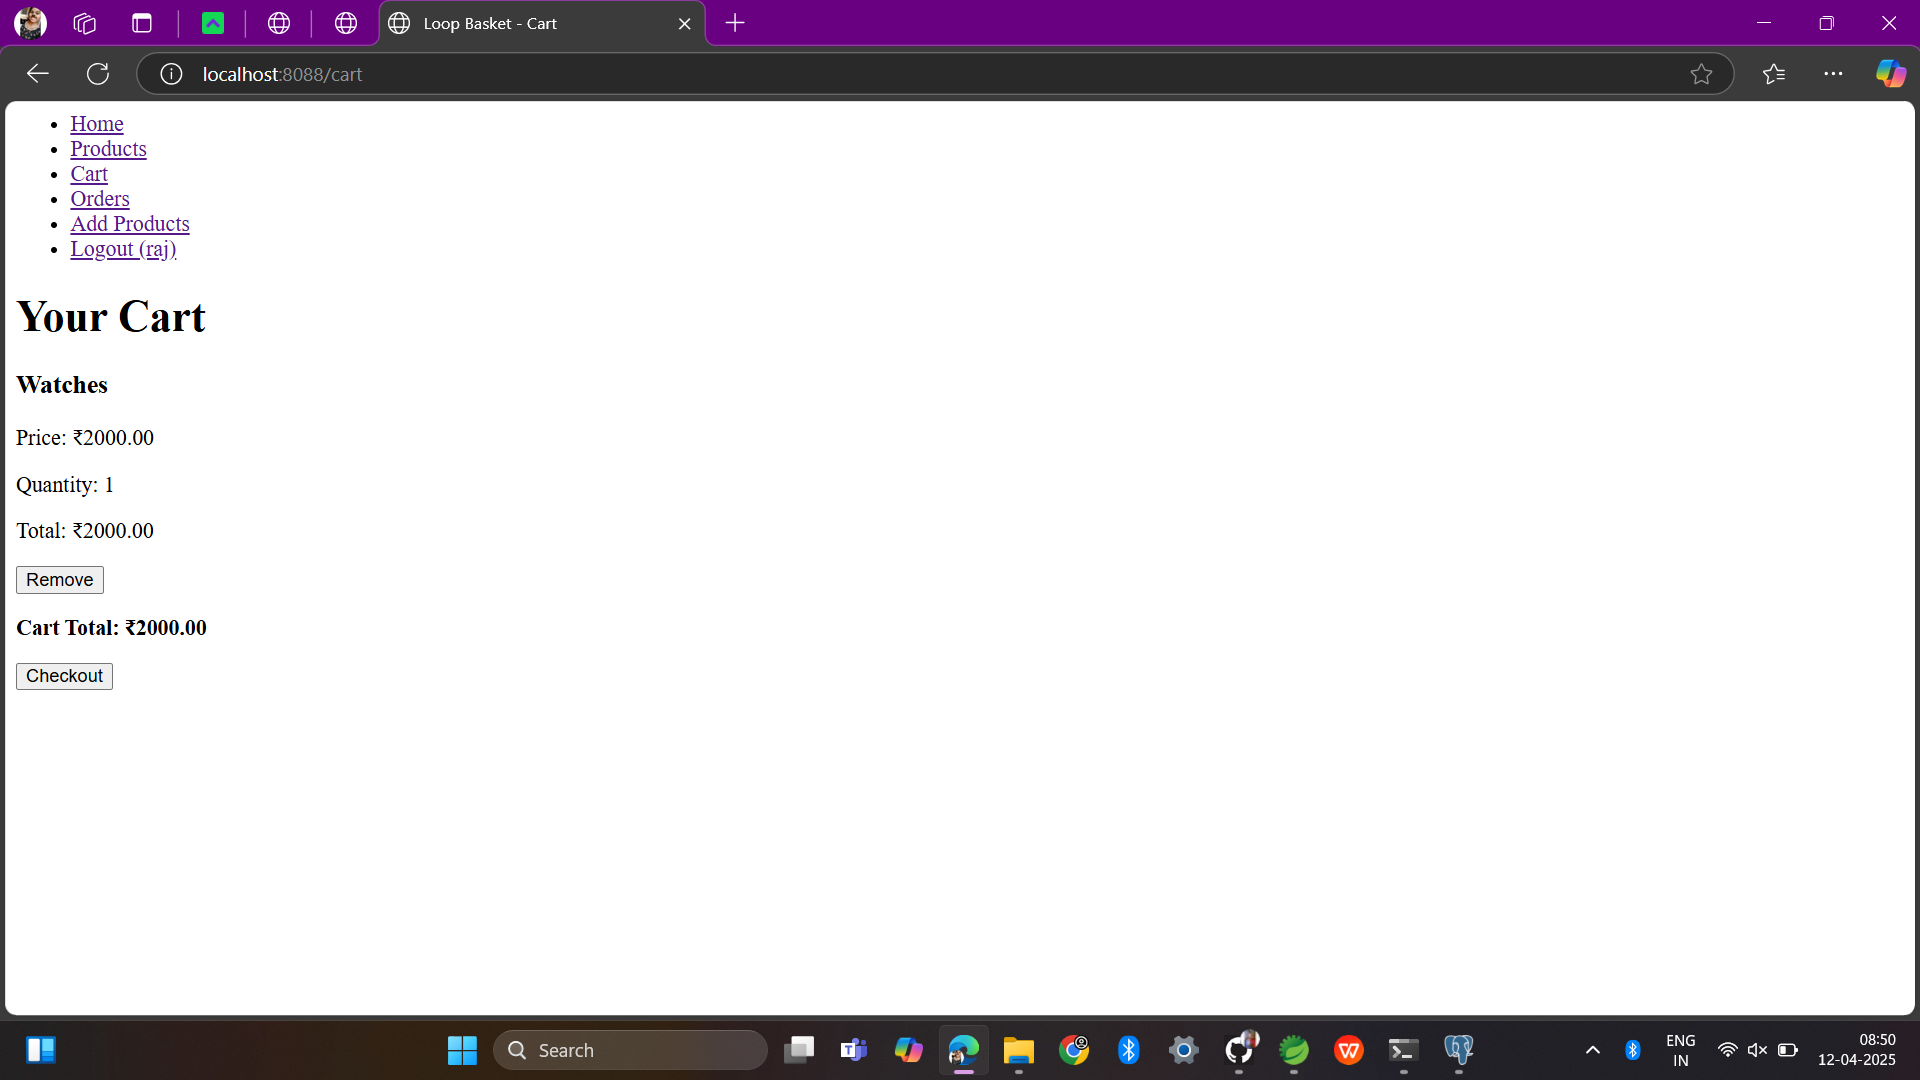 Loop Basket - Cart
localhost:8088/cart
Home
Products
Cart
Orders
Add Products
Logout (raj)
Your Cart
Watches
Price: ₹2000.00
Quantity: 1
Total: ₹2000.00
Remove
Cart Total: ₹2000.00
Checkout
Search
ENG
IN
08:50
12-04-2025